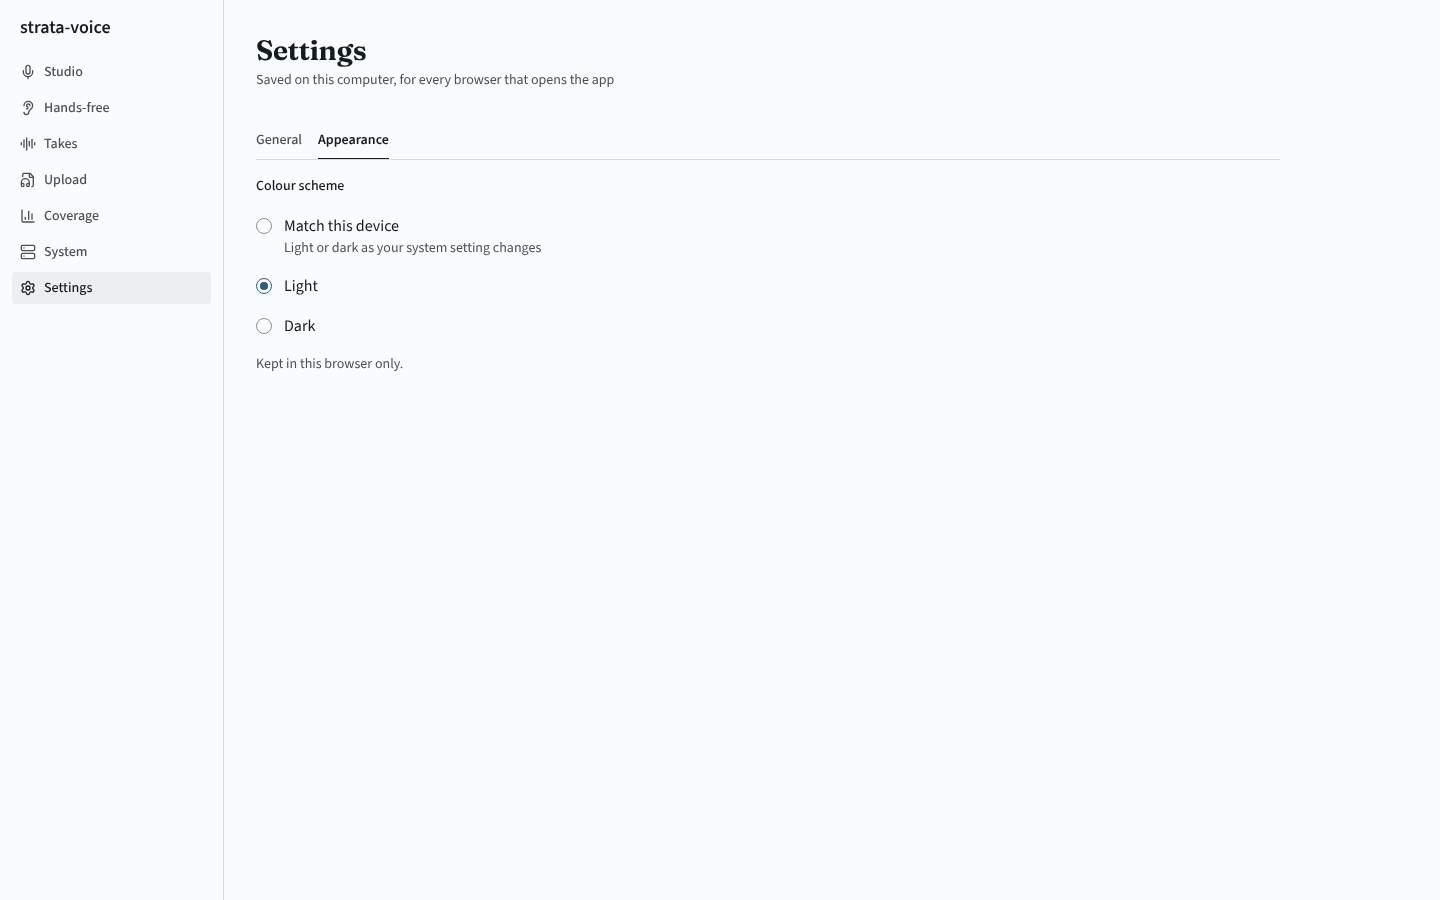 strata-voice
Studio
Hands-free
Takes
Upload
Coverage
System
Settings
Settings
Saved on this computer, for every browser that opens the app
General
Appearance
Colour scheme
Match this device
Light or dark as your system setting changes
Light
Dark
Kept in this browser only.